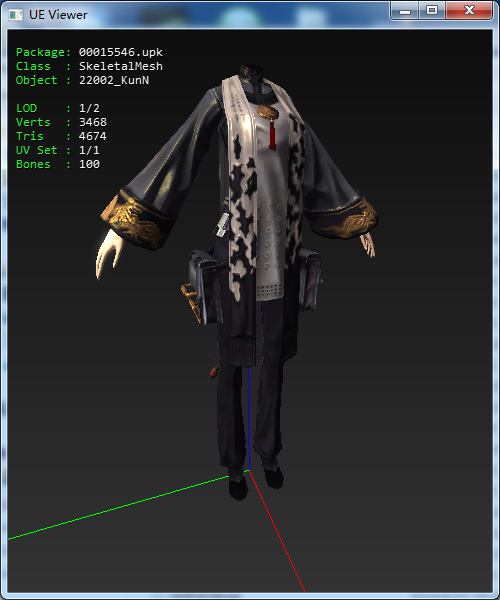 UE Viewer
Package: 00015546.upk
Class : SkeletalMesh
Object : 22002_KunN
LOD : 1/2
Verts : 3468
Tris : 4674
UV Set : 1/1
Bones : 100